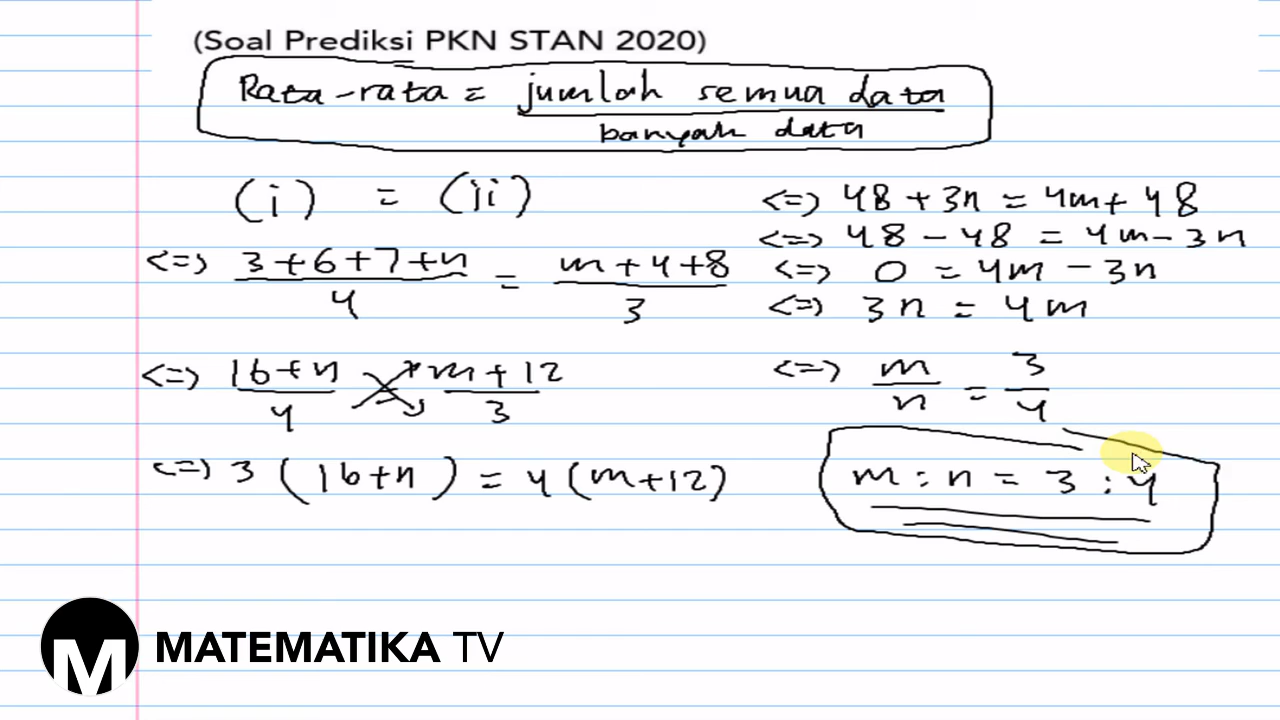 (Soal Prediksi PKN STAN 2020)
Rata-rata = jumlah semua data
banyak data
(i) = (ii)
<=> 3+6+7+n = m+4+8
4 3
<=> 16+n = m+12
4 3
<=> 3 (16+n) = 4 (m+12)
<=> 48 + 3n = 4m + 48
<=> 48 - 48 = 4m - 3n
<=> 0 = 4m - 3n
<=> 3n = 4m
<=> m = 3
n 4
m : n = 3 : 4
M MATEMATIKA TV